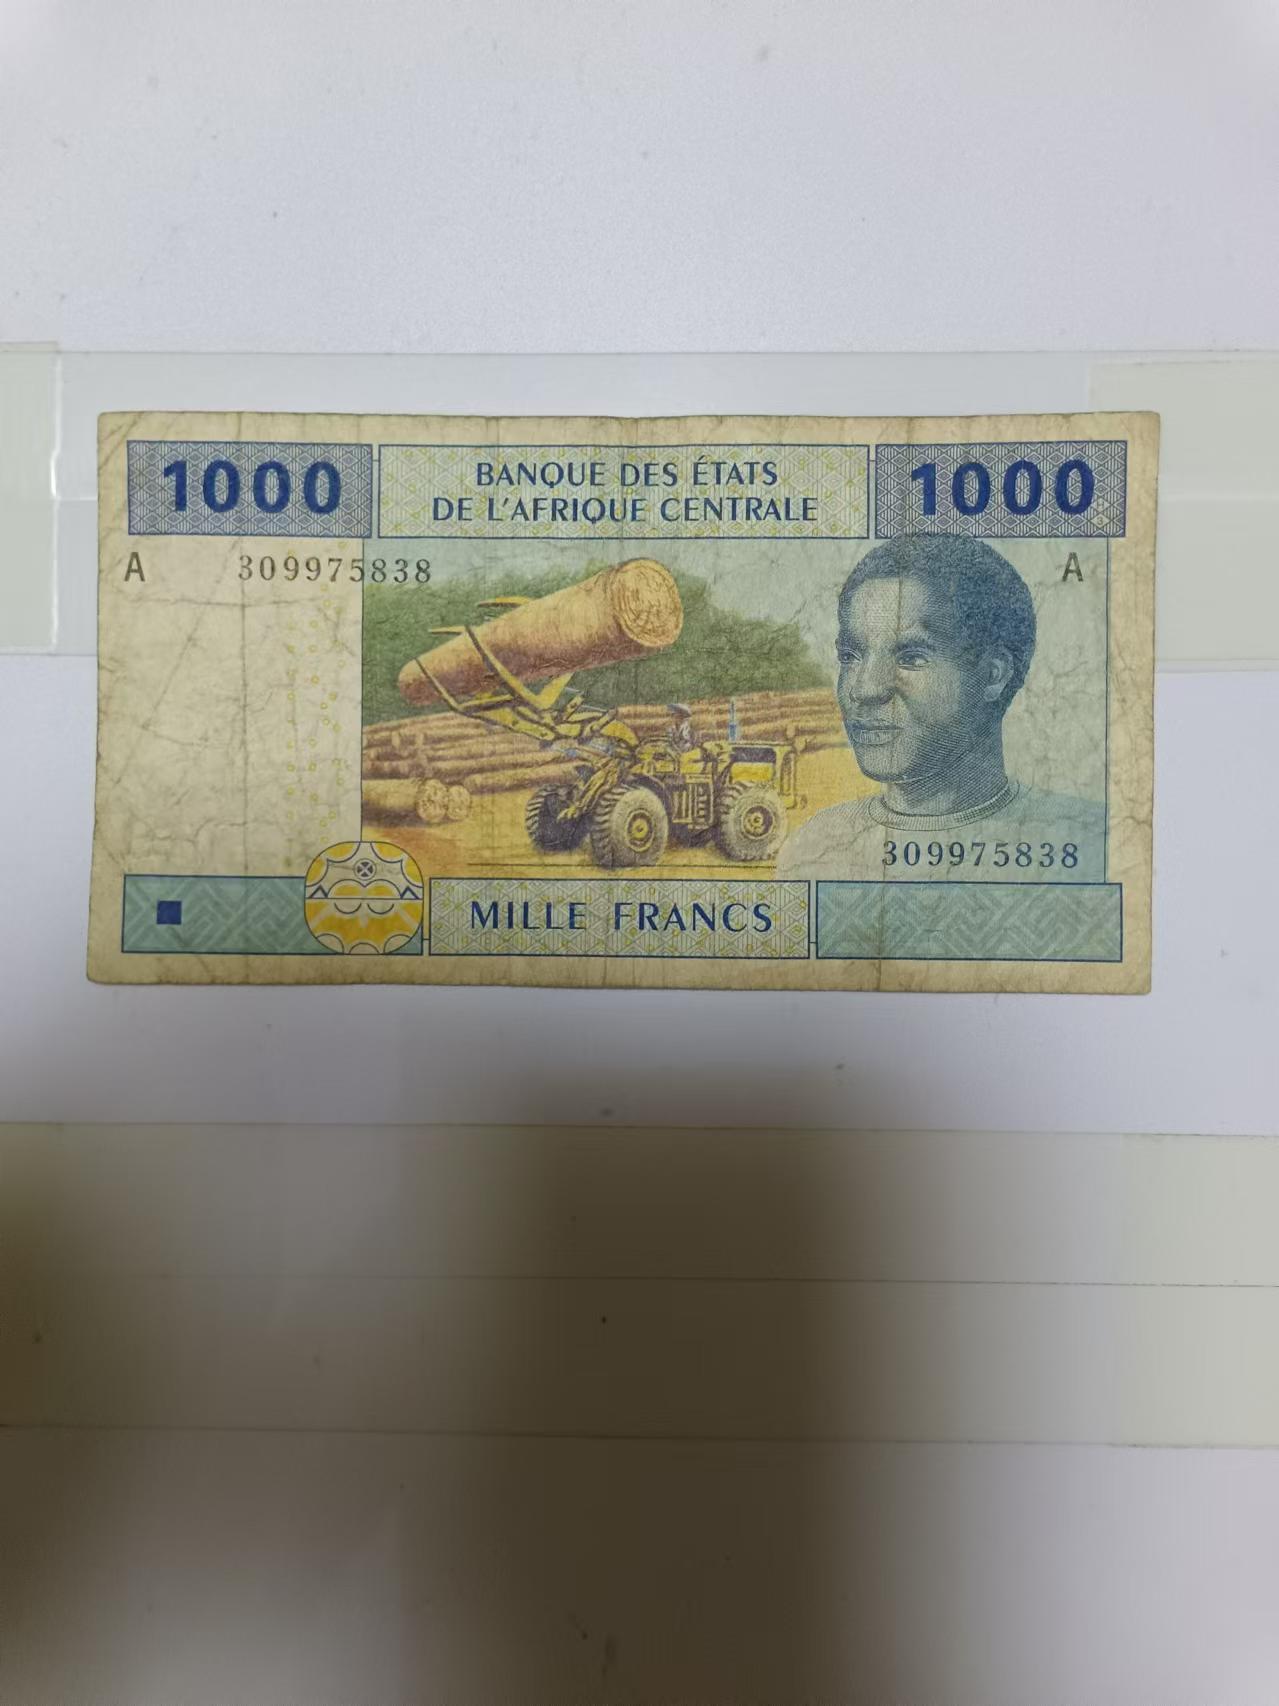 1000 BANQUE DES ÉTATS 1000
DE L'AFRIQUE CENTRALE
A 309975838 A
309975838
MILLE FRANCS